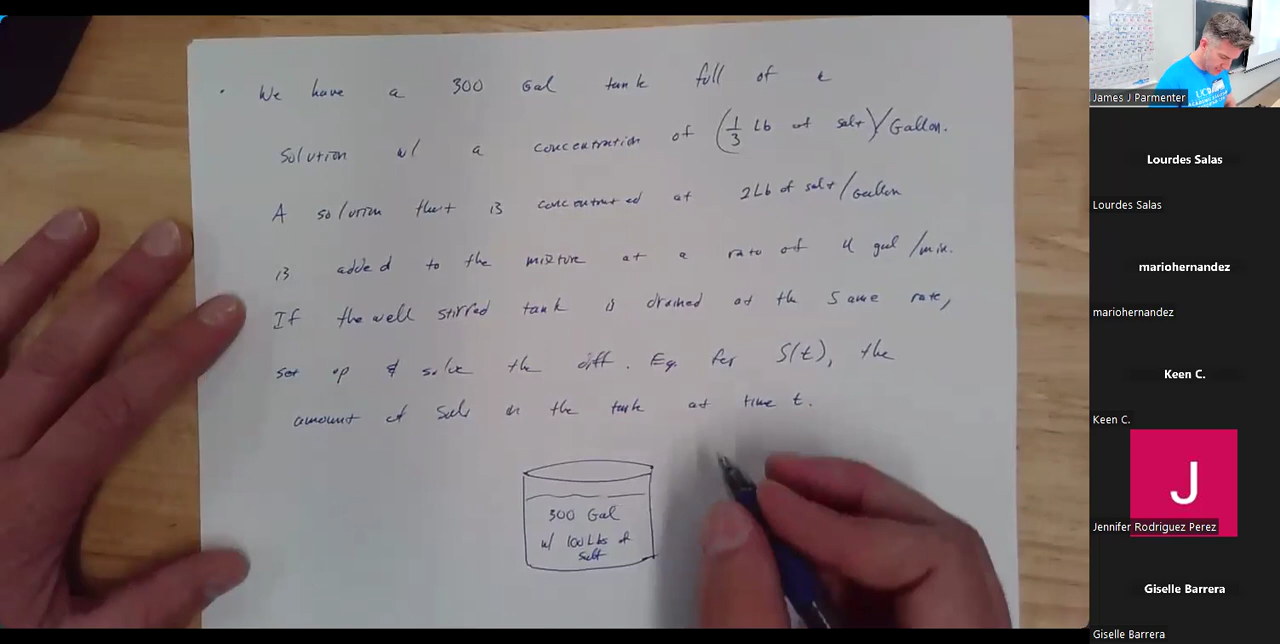 • We have a 300 Gal tank full of a
solution w/ a concentration of (1/3 Lb of salt)/Gallon.
A solution that is concentrated at 2Lb of salt/Gallon
is added to the mixture at a rate of 4 gal/min.
If the well stirred tank is drained at the same rate,
set up & solve the diff. Eq. for S(t), the
amount of Salt in the tank at time t.
300 Gal
w/ 100 Lbs of
salt
James J Parmenter
Lourdes Salas
Lourdes Salas
mariohernandez
mariohernandez
Keen C.
Keen C.
J
Jennifer Rodriguez Perez
Giselle Barrera
Giselle Barrera